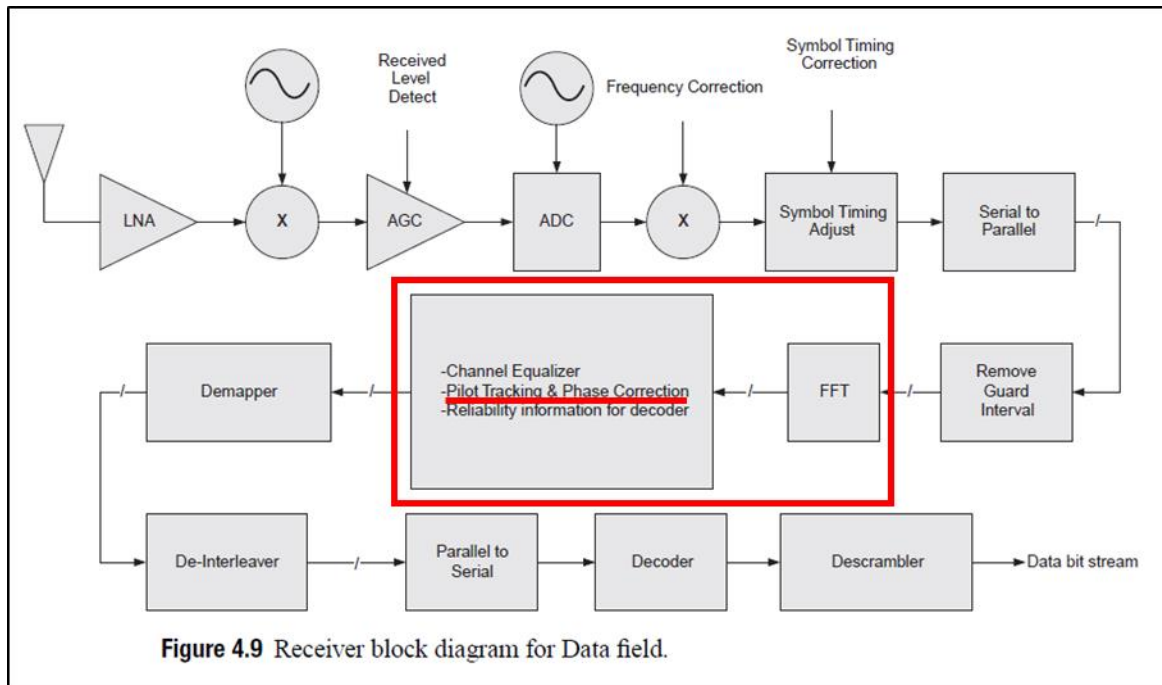 Received
Level
Detect
Frequency Correction
Symbol Timing
Correction
LNA
X
AGC
ADC
X
Symbol Timing
Adjust
Serial to
Parallel
Demapper
-Channel Equalizer
-Pilot Tracking & Phase Correction
-Reliability information for decoder
FFT
Remove
Guard
Interval
De-Interleaver
Parallel to
Serial
Decoder
Descrambler
Data bit stream
Figure 4.9 Receiver block diagram for Data field.